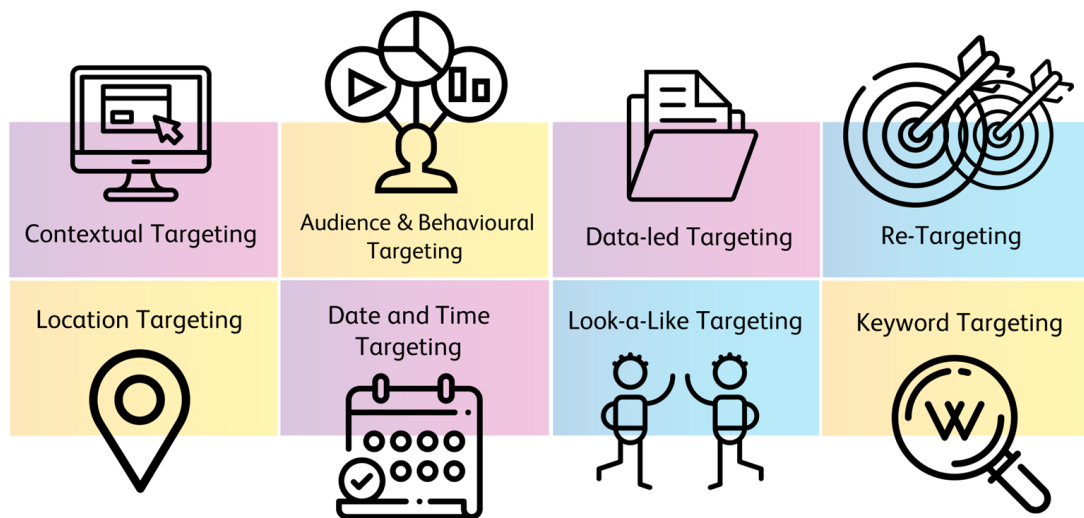 Contextual Targeting
Audience & Behavioural
Targeting
Data-led Targeting
Re-Targeting
Location Targeting
Date and Time
Targeting
Look-a-Like Targeting
Keyword Targeting
W